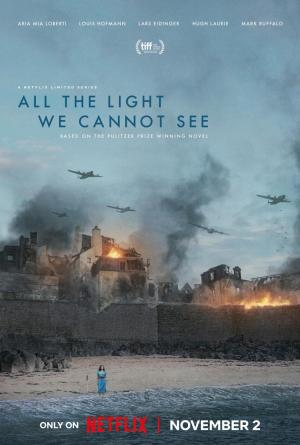 ARIA MIA LOBERTI LOUIS HOFMANN LARS EIDINGER HUGH LAURIE MARK RUFFALO
tiff
A NETFLIX LIMITED SERIES
ALL THE LIGHT
WE CANNOT SEE
BASED ON THE PULITZER PRIZE WINNING NOVEL
ONLY ON NETFLIX | NOVEMBER 2